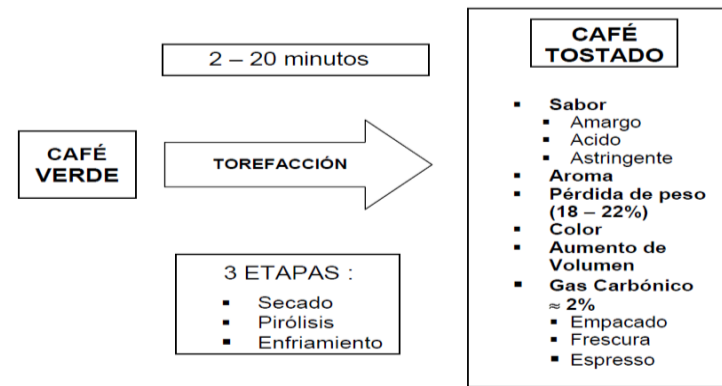 2 – 20 minutos
CAFÉ
VERDE
TOREFACCIÓN
3 ETAPAS :
▪ Secado
▪ Pirólisis
▪ Enfriamiento
CAFÉ
TOSTADO
▪ Sabor
▪ Amargo
▪ Acido
▪ Astringente
▪ Aroma
▪ Pérdida de peso
(18 – 22%)
▪ Color
▪ Aumento de
Volumen
▪ Gas Carbónico
≈ 2%
▪ Empacado
▪ Frescura
▪ Espresso